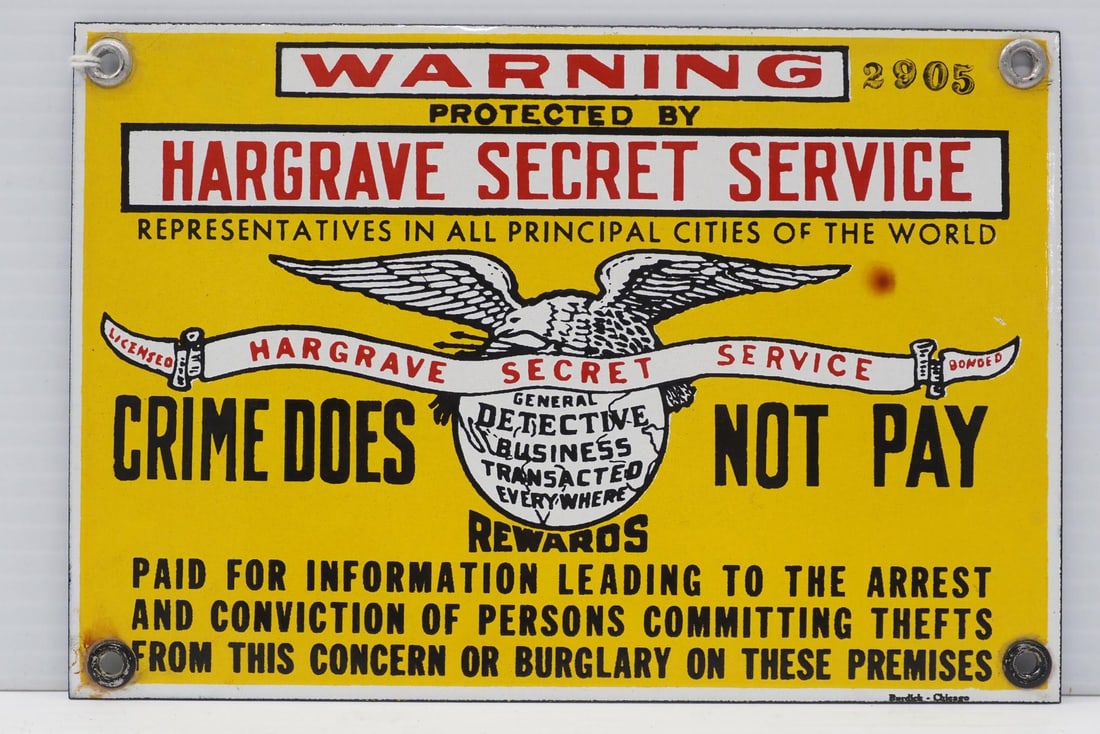 WARNING 2905
PROTECTED BY
HARGRAVE SECRET SERVICE
REPRESENTATIVES IN ALL PRINCIPAL CITIES OF THE WORLD
LICENSED HARGRAVE SECRET SERVICE BONDED
GENERAL
DETECTIVE
BUSINESS
TRANSACTED
EVERYWHERE
CRIME DOES NOT PAY
REWARDS
PAID FOR INFORMATION LEADING TO THE ARREST
AND CONVICTION OF PERSONS COMMITTING THEFTS
FROM THIS CONCERN OR BURGLARY ON THESE PREMISES
Burdick - Chicago